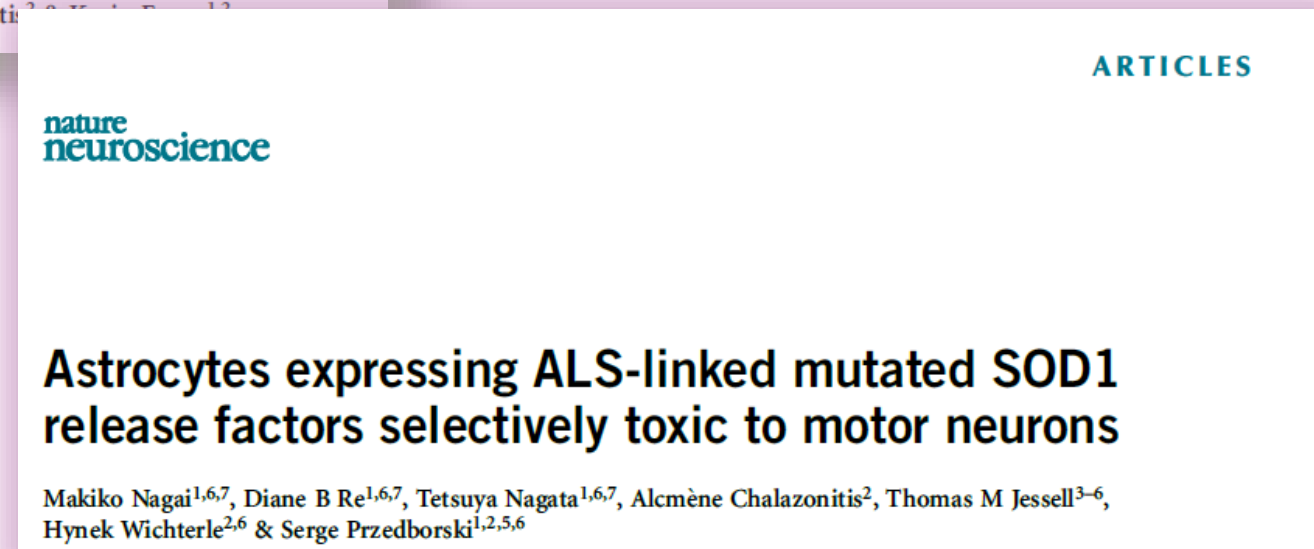 ARTICLES
nature
neuroscience
Astrocytes expressing ALS-linked mutated SOD1
release factors selectively toxic to motor neurons
Makiko Nagai1,6,7, Diane B Re1,6,7, Tetsuya Nagata1,6,7, Alcmène Chalazonitis2, Thomas M Jessell3–6,
Hynek Wichterle2,6 & Serge Przedborski1,2,5,6